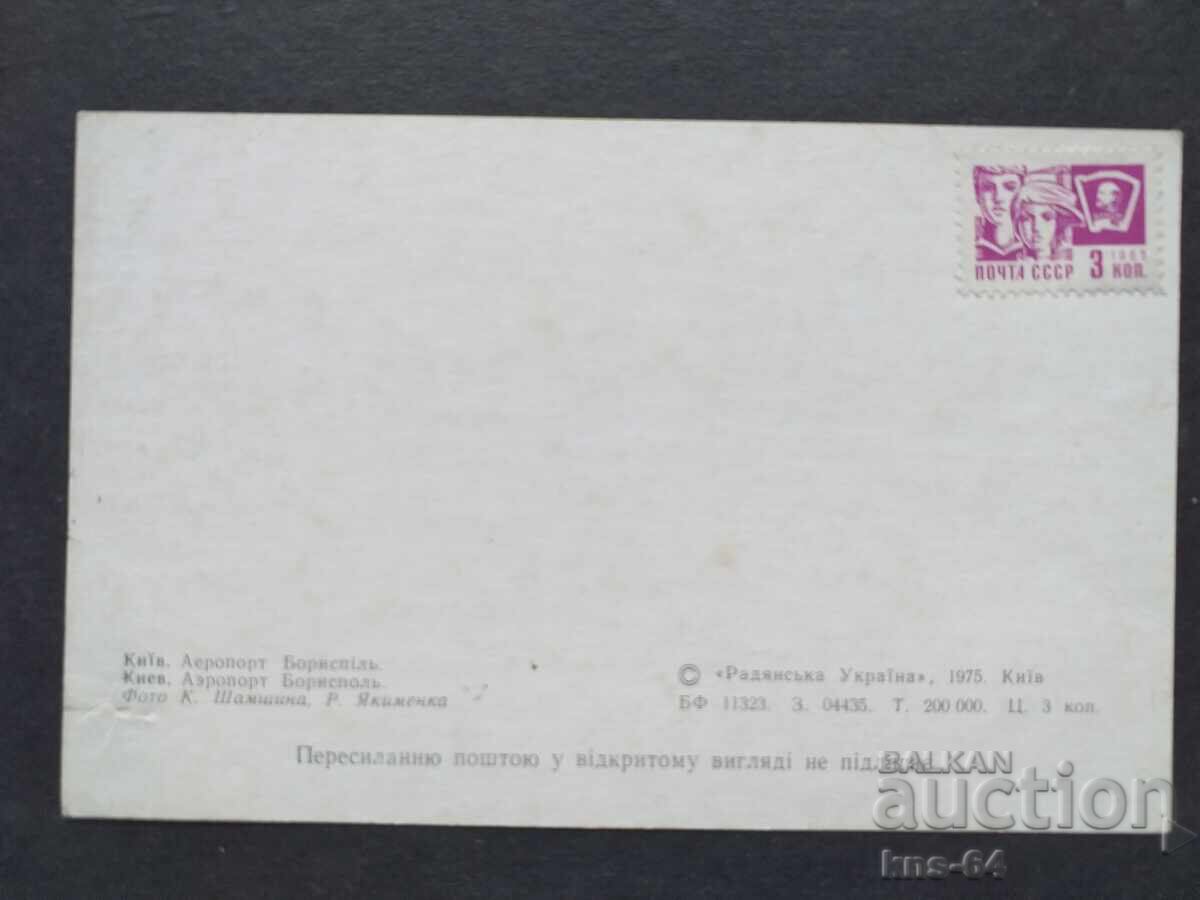 ПОЧТА СССР 3 КОП.
Київ. Аеропорт Бориспіль.
Киев. Аэропорт Борисполь.
Фото К. Шамшина, Р. Якименка
© «Радянська Україна», 1975. Київ
БФ 11323. З. 04435. Т. 200 000. Ц. 3 коп.
Пересиланню поштою у відкритому вигляді не
BALKAN
auction
kns-64